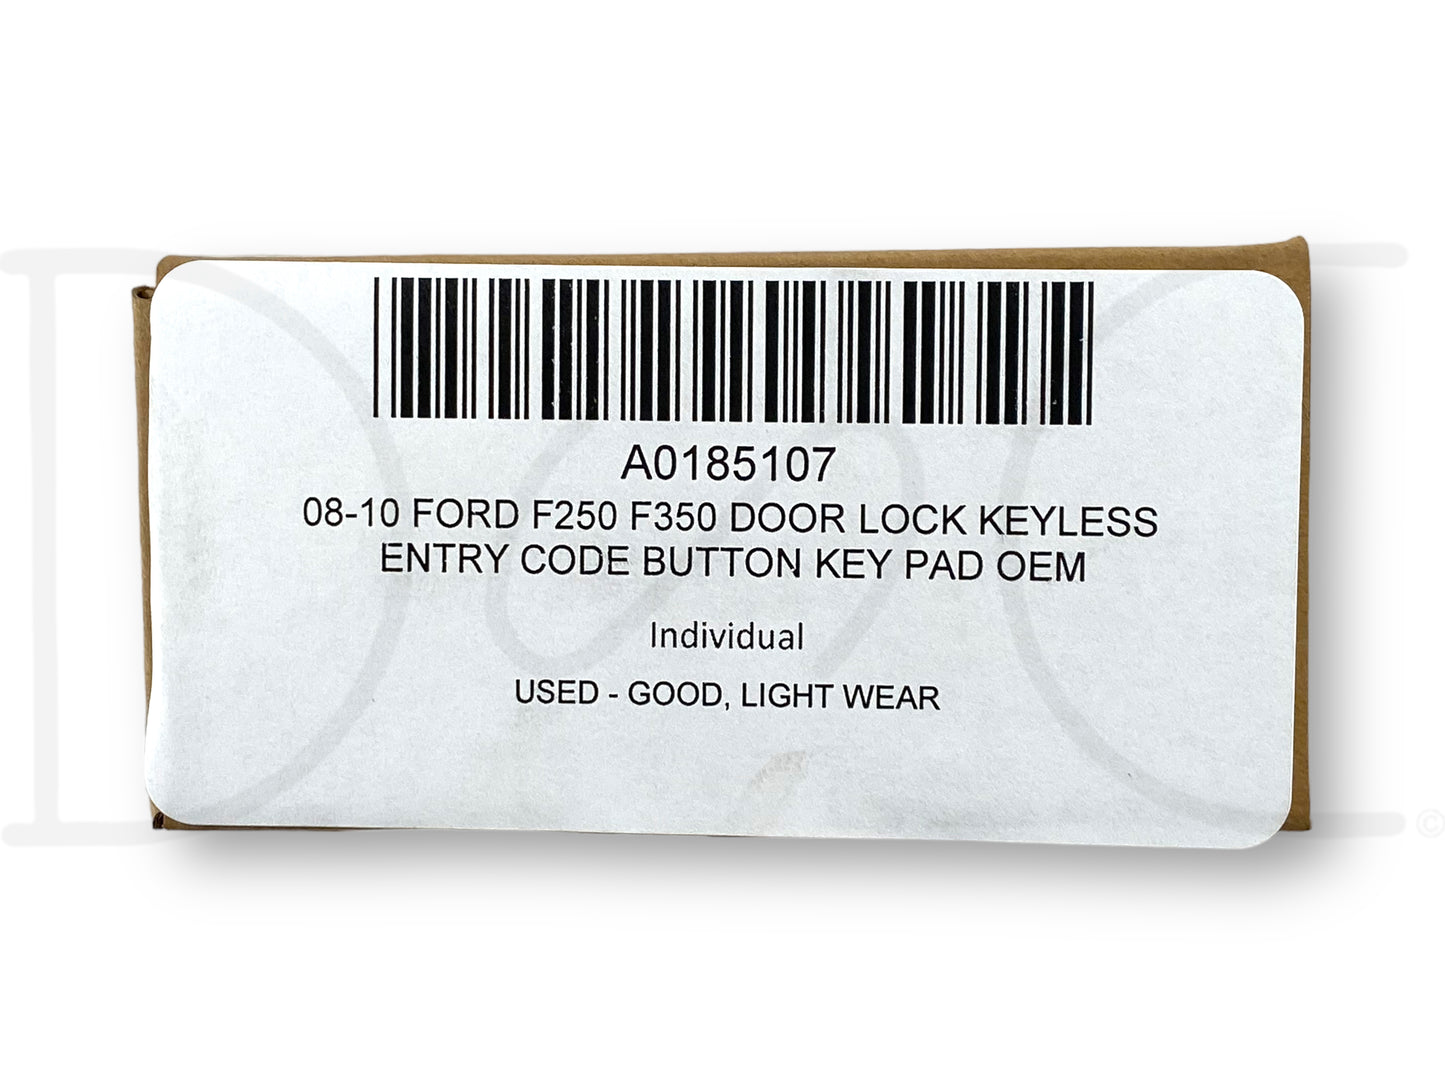 A0185107
08-10 FORD F250 F350 DOOR LOCK KEYLESS
ENTRY CODE BUTTON KEY PAD OEM
Individual
USED - GOOD, LIGHT WEAR